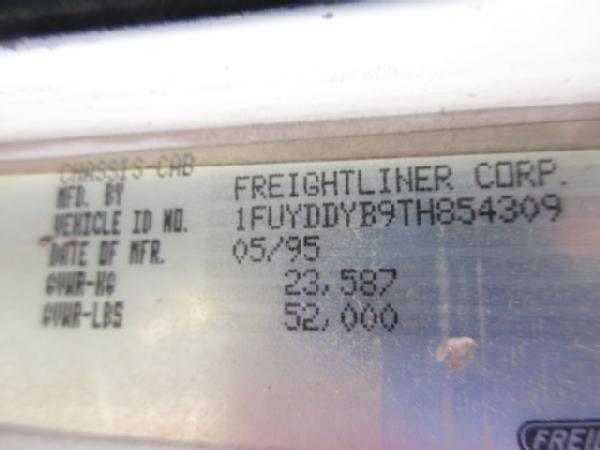 CHASSIS-CAB
MFD. BY FREIGHTLINER CORP.
VEHICLE ID NO. 1FUYDDYB9TH854309
DATE OF MFR. 05/95
GVWR-KG 23,587
GVWR-LBS 52,000